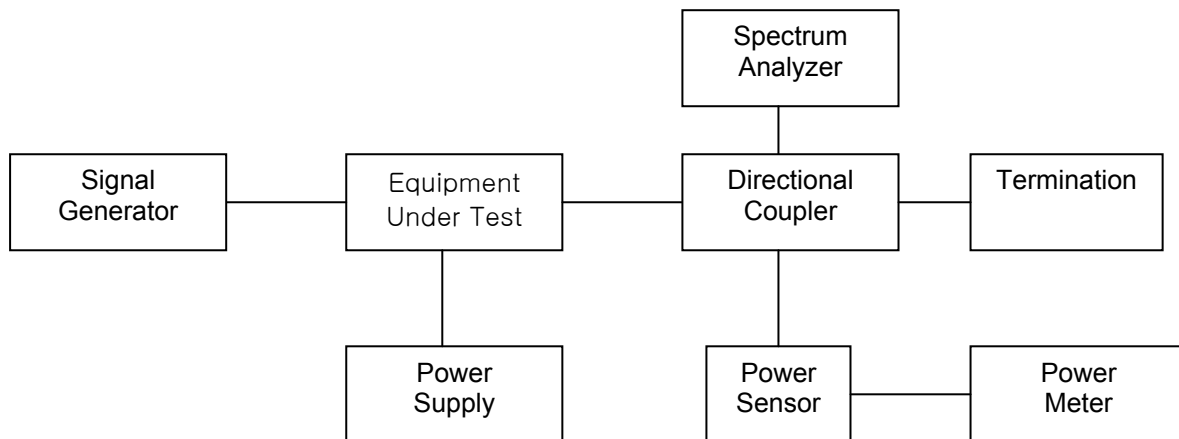 Spectrum
Analyzer
Signal
Generator
Equipment
Under Test
Directional
Coupler
Termination
Power
Supply
Power
Sensor
Power
Meter